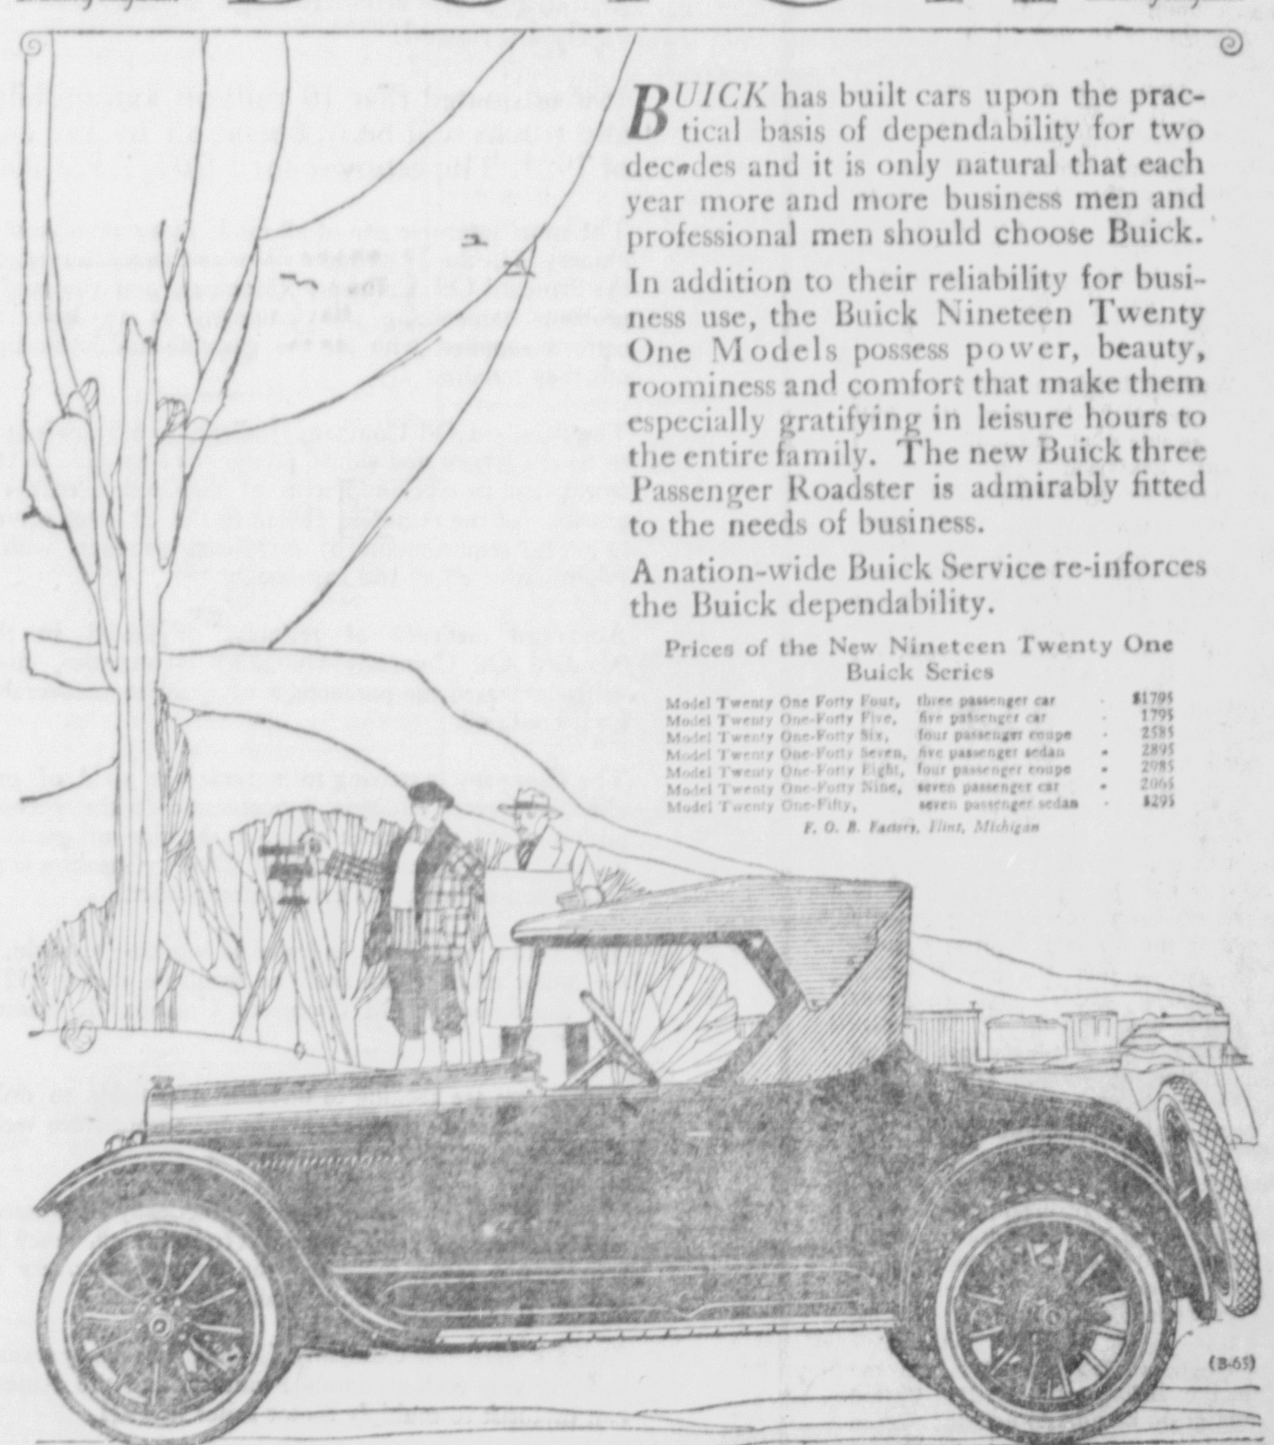 BUICK has built cars upon the prac-
tical basis of dependability for two
decades and it is only natural that each
year more and more business men and
professional men should choose Buick.
In addition to their reliability for busi-
ness use, the Buick Nineteen Twenty
One Models possess power, beauty,
roominess and comfort that make them
especially gratifying in leisure hours to
the entire family. The new Buick three
Passenger Roadster is admirably fitted
to the needs of business.
A nation-wide Buick Service re-inforces
the Buick dependability.
Prices of the New Nineteen Twenty One
Buick Series
Model Twenty One Forty Four, three passenger car - $1795
Model Twenty One-Forty Five, five passenger car - 1795
Model Twenty One-Forty Six, four passenger coupe - 2585
Model Twenty One-Forty Seven, five passenger sedan - 2895
Model Twenty One-Forty Eight, four passenger coupe - 2985
Model Twenty One-Forty Nine, seven passenger car - 2065
Model Twenty One-Fifty, seven passenger sedan - $295
F. O. B. Factory, Flint, Michigan
(B-65)